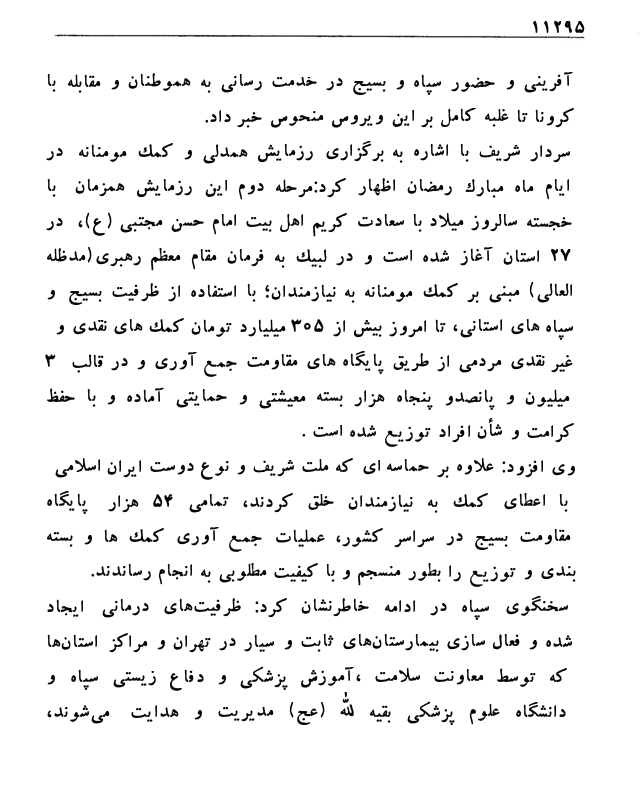 ۱۱۲۹۵
آفرینی و حضور سپاه و بسیج در خدمت رسانی به هموطنان و مقابله با
کرونا تا غلبه کامل بر این ویروس منحوس خبر داد.
سردار شریف با اشاره به برگزاری رزمایش همدلی و کمك مومنانه در
ایام ماه مبارك رمضان اظهار کرد:مرحله دوم این رزمایش همزمان با
خجسته سالروز میلاد با سعادت کریم اهل بیت امام حسن مجتبی (ع)، در
۲۷ استان آغاز شده است و در لبیك به فرمان مقام معظم رهبری(مدظله
العالی) مبنی بر کمك مومنانه به نیازمندان؛ با استفاده از ظرفیت بسیج و
سپاه های استانی، تا امروز بیش از ۳۰۵ میلیارد تومان کمك های نقدی و
غیر نقدی مردمی از طریق پایگاه های مقاومت جمع آوری و در قالب ۳
میلیون و پانصدو پنجاه هزار بسته معیشتی و حمایتی آماده و با حفظ
کرامت و شأن افراد توزیع شده است .
وی افزود: علاوه بر حماسه ای که ملت شریف و نوع دوست ایران اسلامی
با اعطای کمك به نیازمندان خلق کردند، تمامی ۵۴ هزار پایگاه
مقاومت بسیج در سراسر کشور، عملیات جمع آوری کمك ها و بسته
بندی و توزیع را بطور منسجم و با کیفیت مطلوبی به انجام رساندند.
سخنگوی سپاه در ادامه خاطرنشان کرد: ظرفیت‌های درمانی ایجاد
شده و فعال سازی بیمارستان‌های ثابت و سیار در تهران و مراکز استان‌ها
که توسط معاونت سلامت ،آموزش پزشکی و دفاع زیستی سپاه و
دانشگاه علوم پزشکی بقیه لله (عج) مدیریت و هدایت می‌شوند،